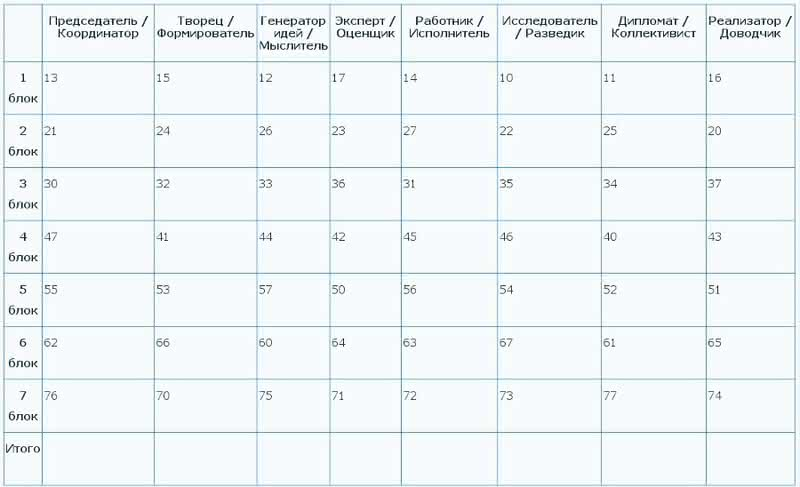 Председатель / Творец / Генератор Эксперт / Работник / Исследователь Дипломат / Реализатор /
Координатор Формирователь идей / Оценщик Исполнитель / Разведик Коллективист Доводчик
Мыслитель
1 13 15 12 17 14 10 11 16
блок
2 21 24 26 23 27 22 25 20
блок
3 30 32 33 36 31 35 34 37
блок
4 47 41 44 42 45 46 40 43
блок
5 55 53 57 50 56 54 52 51
блок
6 62 66 60 64 63 67 61 65
блок
7 76 70 75 71 72 73 77 74
блок
Итого